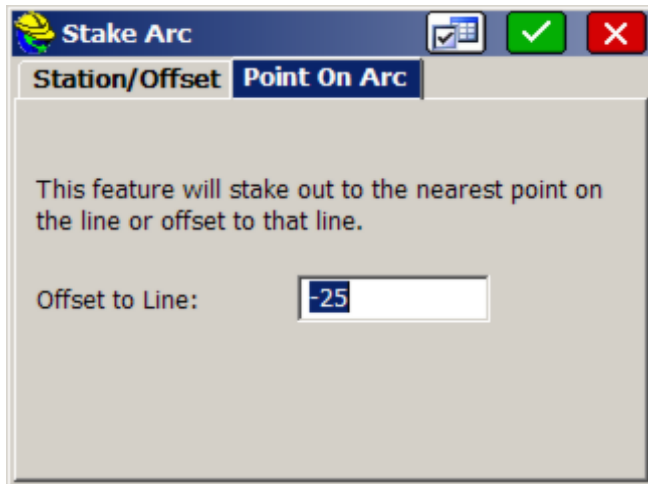 Stake Arc
Station/Offset Point On Arc
This feature will stake out to the nearest point on
the line or offset to that line.
Offset to Line: -25